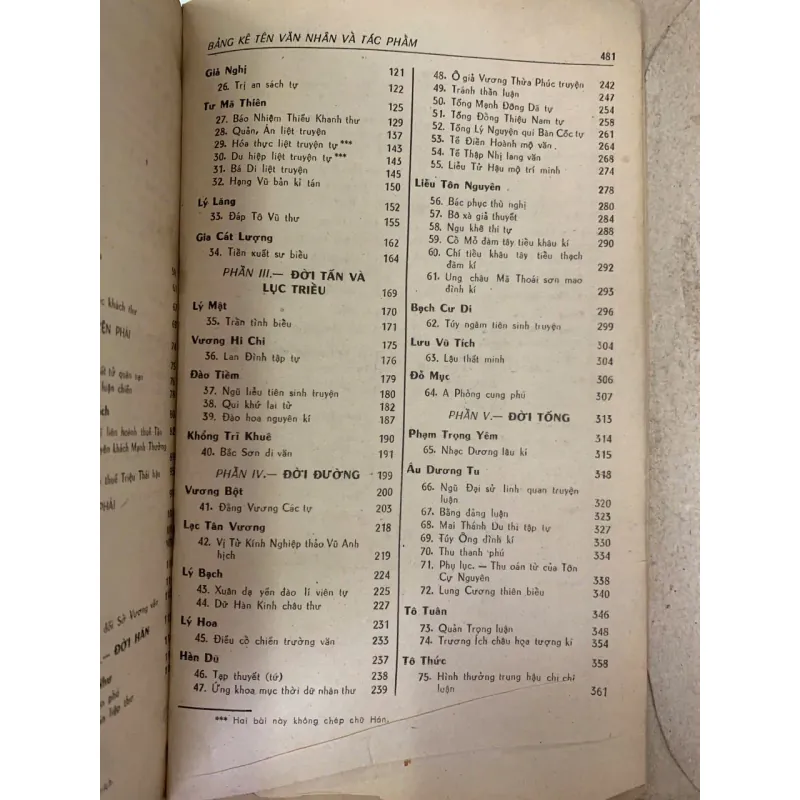 BẢNG KÊ TÊN VĂN NHÂN VÀ TÁC PHẨM 481
Giả Nghị 121
26. Trị an sách tự 122
Tư Mã Thiên 125
27. Báo Nhiệm Thiếu Khanh thư 129
28. Quản, Án liệt truyện 137
29. Hóa thực liệt truyện tự *** 143
30. Du hiệp liệt truyện tự *** 145
31. Bá Di liệt truyện 145
32. Hạng Vũ bản kỉ tán 150
Lý Lăng 152
33. Đáp Tô Vũ thư 155
Gia Cát Lượng 162
34. Tiền xuất sư biểu 164
PHẦN III.— ĐỜI TẤN VÀ
LỤC TRIỀU 169
Lý Mật 170
35. Trần tình biểu 171
Vương Hi Chi 175
36. Lan Đình tập tự 176
Đào Tiềm 179
37. Ngũ liễu tiên sinh truyện 180
38. Qui khứ lai từ 182
39. Đào hoa nguyên kí 187
Khổng Trĩ Khuê 190
40. Bắc Sơn di văn 191
PHẦN IV.— ĐỜI ĐƯỜNG 199
Vương Bột 200
41. Đằng Vương Các tự 203
Lạc Tân Vương 218
42. Vị Từ Kính Nghiệp thảo Vũ Anh
hịch 219
Lý Bạch 224
43. Xuân dạ yến đào lí viên tự 225
44. Dữ Hàn Kinh châu thư 227
Lý Hoa 231
45. Điếu cổ chiến trường văn 233
Hàn Dũ 237
46. Tạp thuyết (tứ) 238
47. Ứng khoa mục thời dữ nhân thư 239
*** Hai bài này không chép chữ Hán.
48. Ô giả Vương Thừa Phúc truyện 242
49. Tránh thần luận 247
50. Tống Mạnh Đông Dã tự 254
51. Tống Đổng Thiệu Nam tự 258
52. Tống Lý Nguyện qui Bàn Cốc tự 261
53. Tế Điền Hoành mộ văn 264
54. Tế Thập Nhị lang văn 268
55. Liễu Tử Hậu mộ trí minh 274
Liễu Tôn Nguyên 278
56. Bác phục thù nghị 280
57. Bộ xà giả thuyết 284
58. Ngu khê thi tự 288
59. Cổ Mỗ đàm tây tiểu khâu kí 290
60. Chí tiểu khâu tây tiểu thạch
đàm kí 292
61. Ung châu Mã Thoái sơn mao
đình kí 293
Bạch Cư Dị 296
62. Túy ngâm tiên sinh truyện 299
Lưu Vũ Tích 304
63. Lậu thất minh 304
Đỗ Mục 306
64. A Phòng cung phú 307
PHẦN V.— ĐỜI TỐNG 313
Phạm Trọng Yêm 314
65. Nhạc Dương lâu kí 315
Âu Dương Tu 318
66. Ngũ Đại sử linh quan truyện
luận 320
67. Bằng đảng luận 323
68. Mai Thánh Du thi tập tự 327
69. Túy Ông đình kí 330
70. Thu thanh phú 334
71. Phụ lục. — Thu oán từ của Tôn
Cự Nguyên 338
72. Lung Cương thiên biểu 340
Tô Tuân 346
73. Quản Trọng luận 348
74. Trương Ích châu họa tượng kí 354
Tô Thức 358
75. Hình thưởng trung hậu chi chí
luận 361